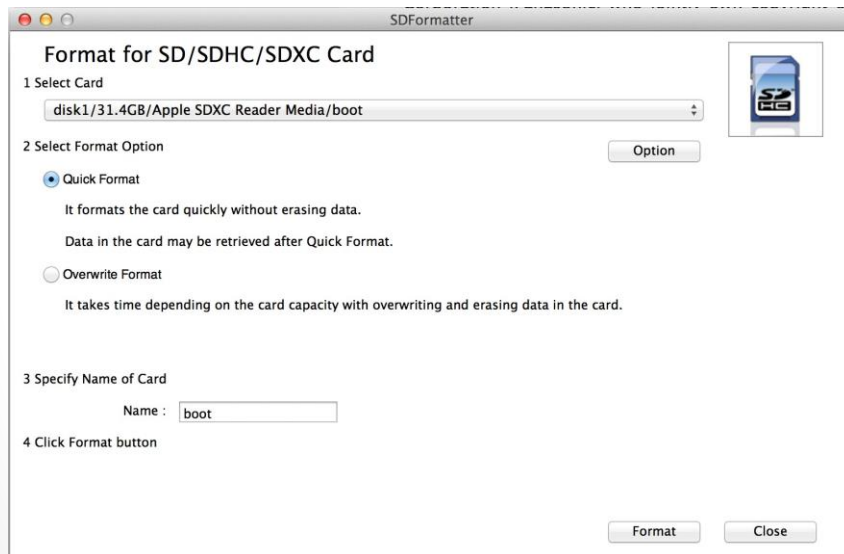 SDFormatter
Format for SD/SDHC/SDXC Card
1 Select Card
disk1/31.4GB/Apple SDXC Reader Media/boot
2 Select Format Option
Option
Quick Format
It formats the card quickly without erasing data.
Data in the card may be retrieved after Quick Format.
Overwrite Format
It takes time depending on the card capacity with overwriting and erasing data in the card.
3 Specify Name of Card
Name : boot
4 Click Format button
Format Close
SD
HC